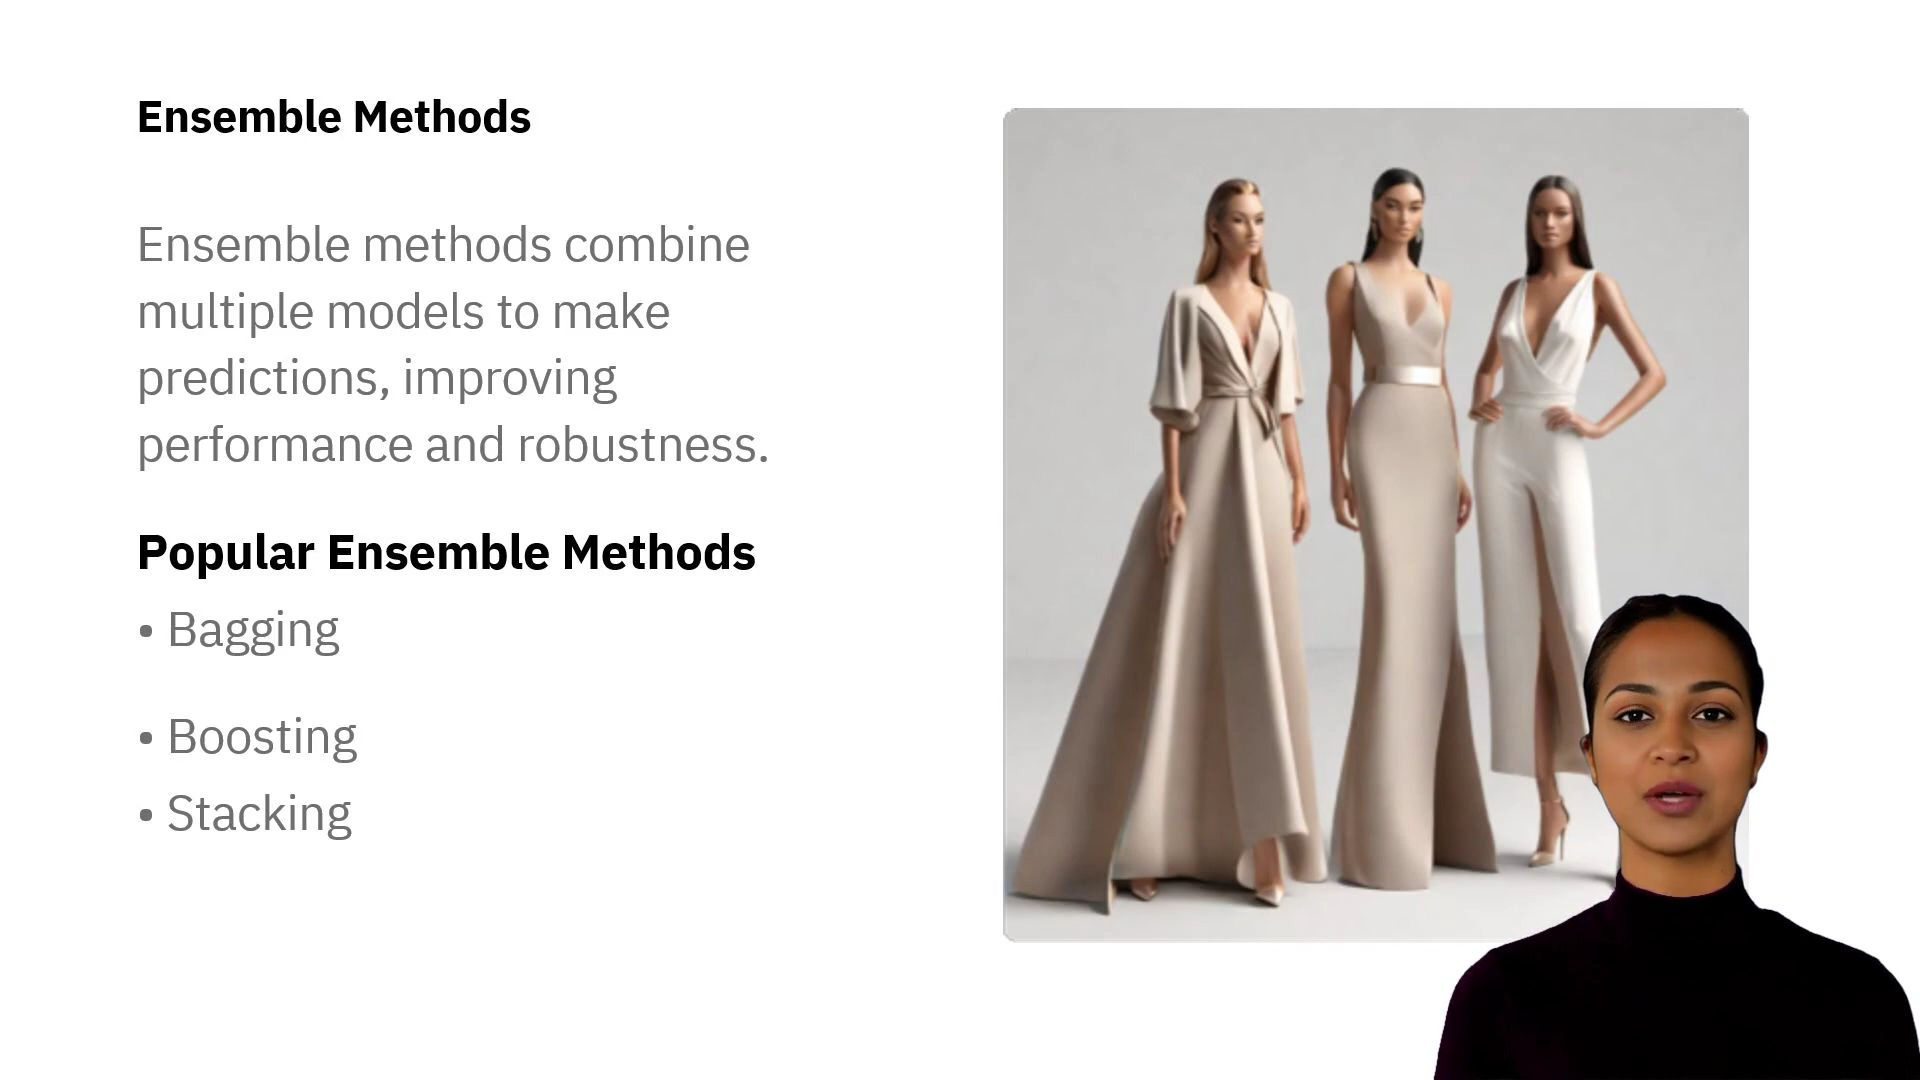 Ensemble Methods
Ensemble methods combine
multiple models to make
predictions, improving
performance and robustness.
Popular Ensemble Methods
• Bagging
• Boosting
• Stacking